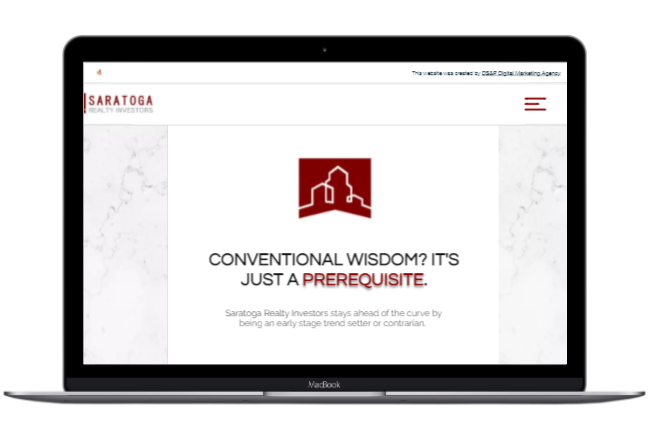 This website was created by OS&P Digital Marketing Agency
SARATOGA
REALTY INVESTORS
CONVENTIONAL WISDOM? IT'S
JUST A PREREQUISITE.
Saratoga Realty Investors stays ahead of the curve by
being an early stage trend setter or contrarian.
MacBook